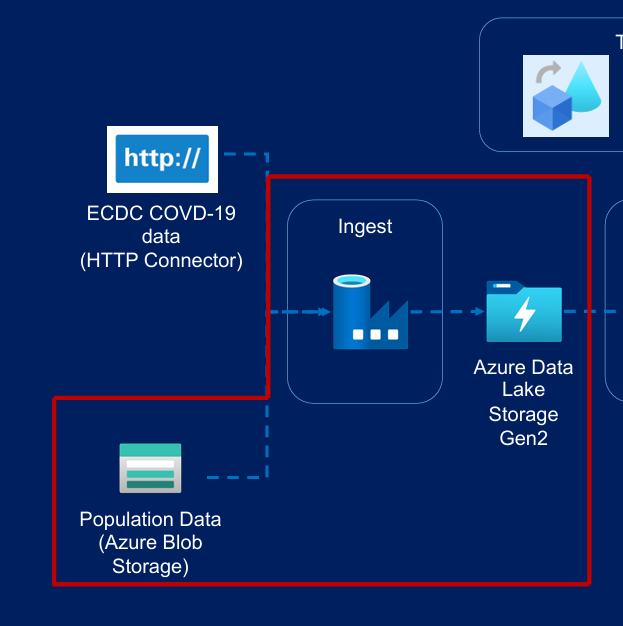 T
http://
ECDC COVD-19
data
(HTTP Connector)
Ingest
Azure Data
Lake
Storage
Gen2
Population Data
(Azure Blob
Storage)